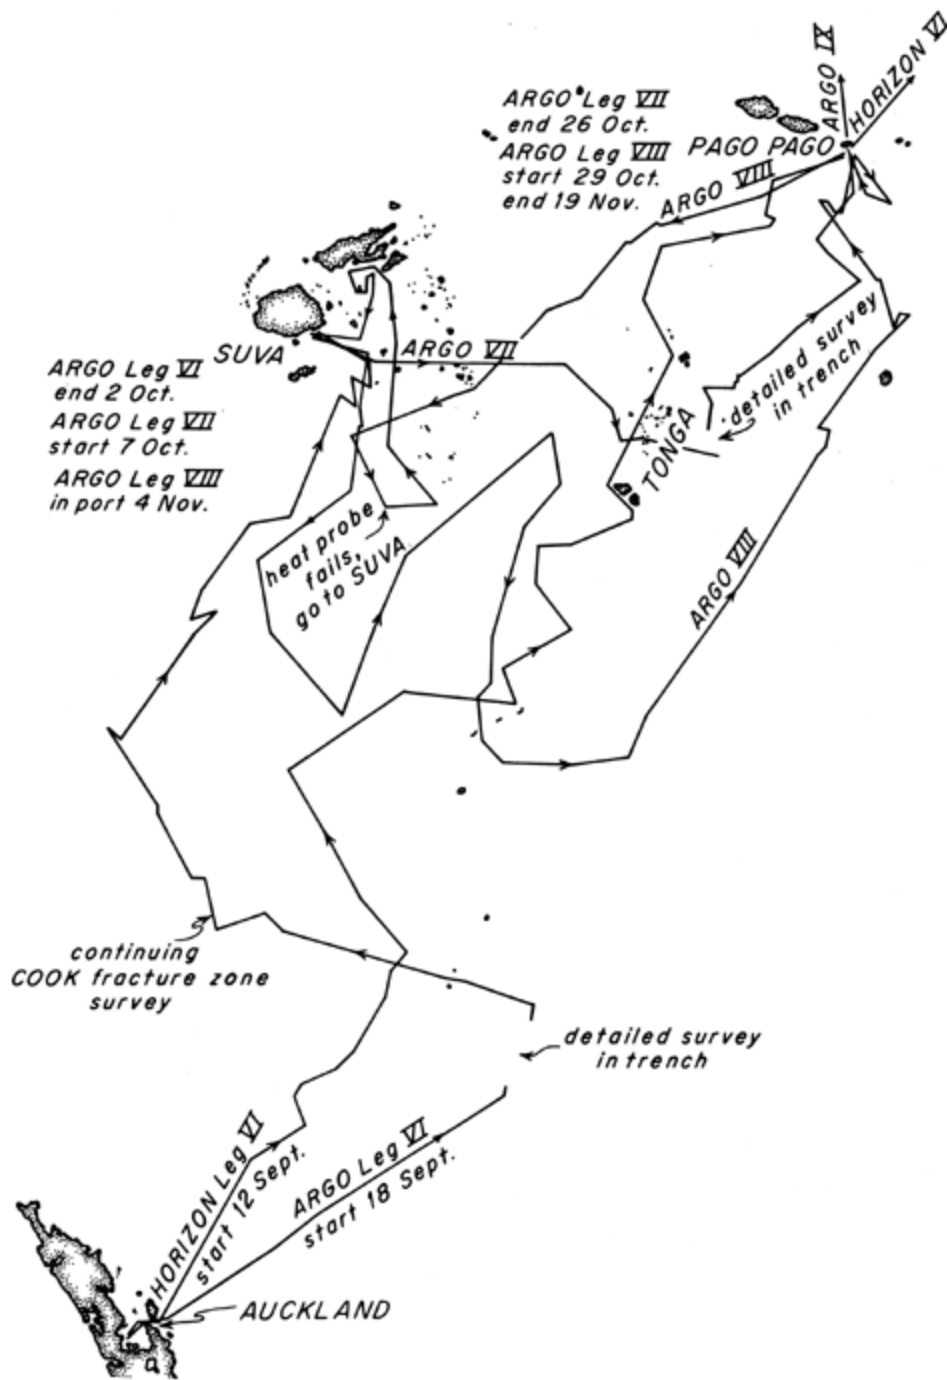 ARGO IX
HORIZON VI
ARGO Leg VII
end 26 Oct.
ARGO Leg VIII
start 29 Oct.
end 19 Nov.
PAGO PAGO
ARGO VIII
SUVA
ARGO VII
ARGO Leg VI
end 2 Oct.
ARGO Leg VII
start 7 Oct.
ARGO Leg VIII
in port 4 Nov.
detailed survey
in trench
TONGA
heat probe
fails,
go to SUVA
ARGO VIII
continuing
COOK fracture zone
survey
detailed survey
in trench
HORIZON Leg VI
start 12 Sept.
ARGO Leg VI
start 18 Sept.
AUCKLAND